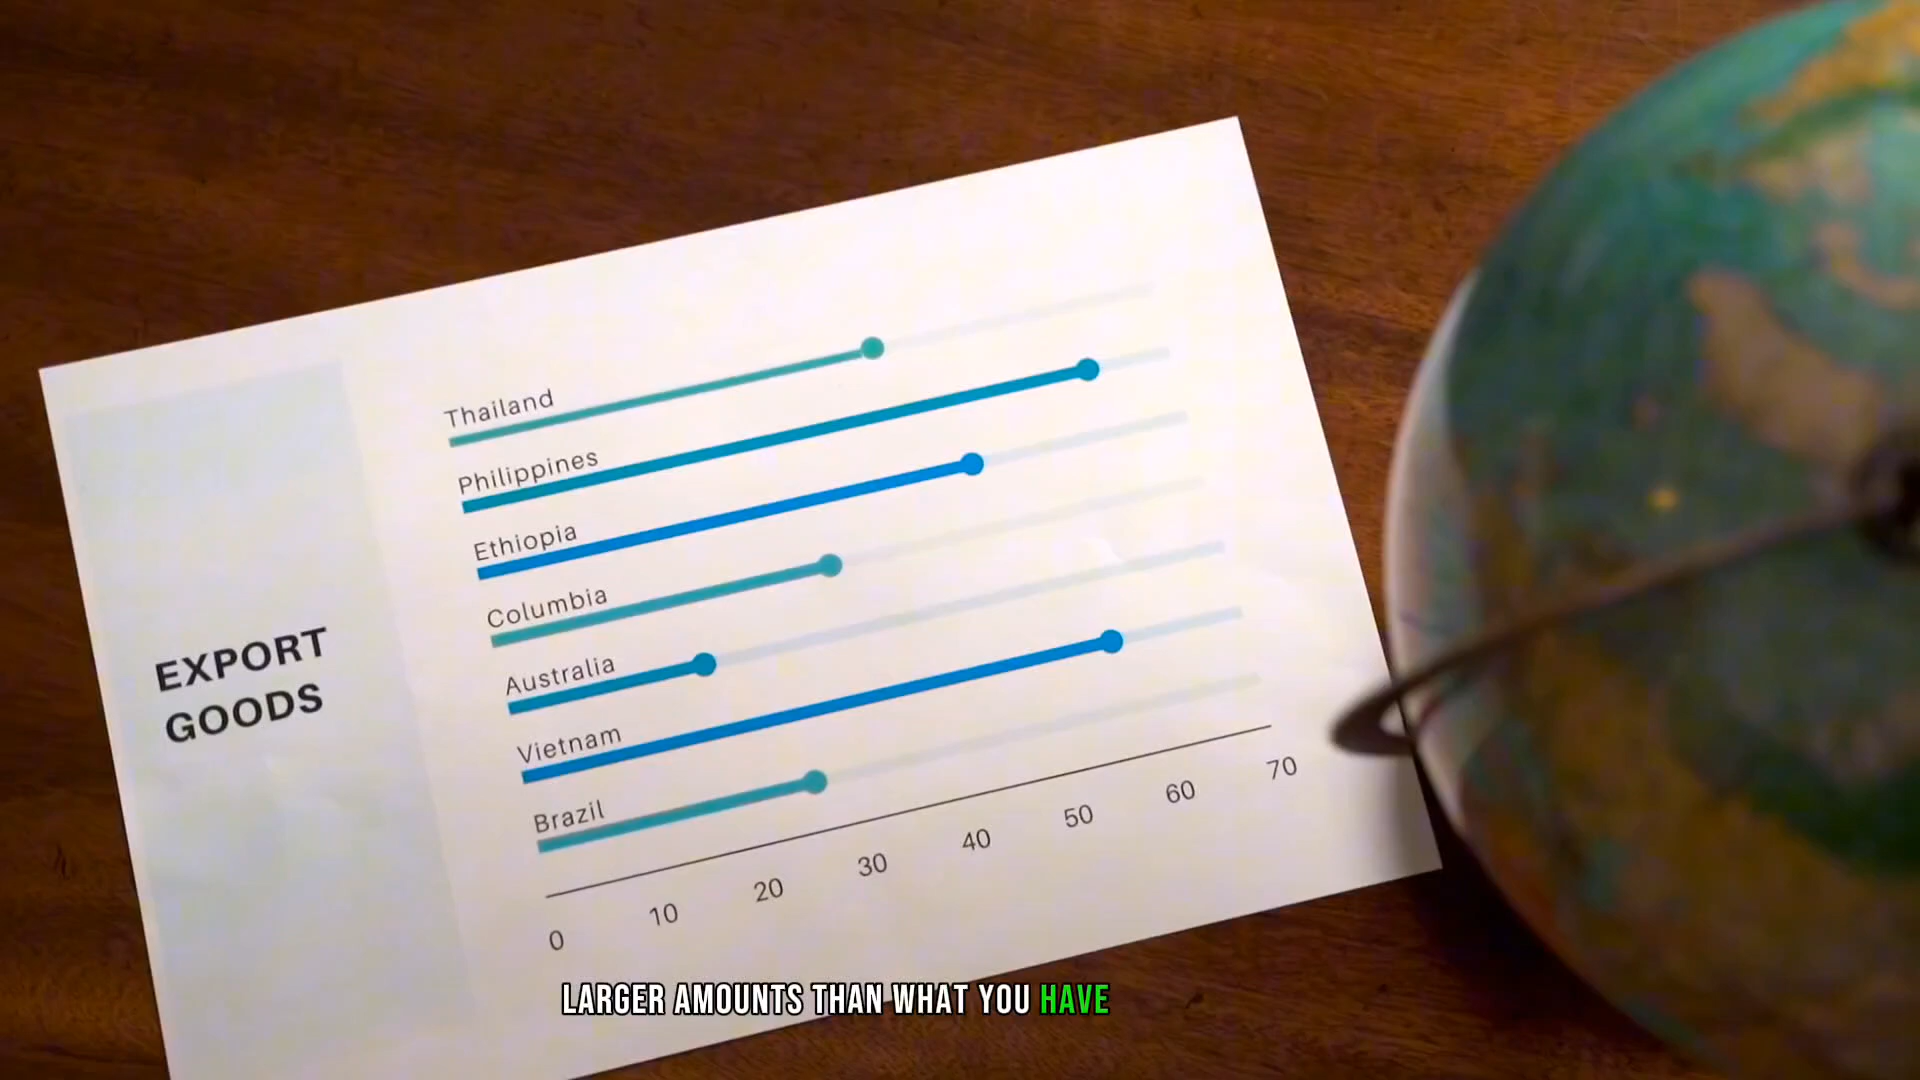 EXPORT
GOODS
Thailand
Philippines
Ethiopia
Columbia
Australia
Vietnam
Brazil
0 10 20 30 40 50 60 70
LARGER AMOUNTS THAN WHAT YOU HAVE